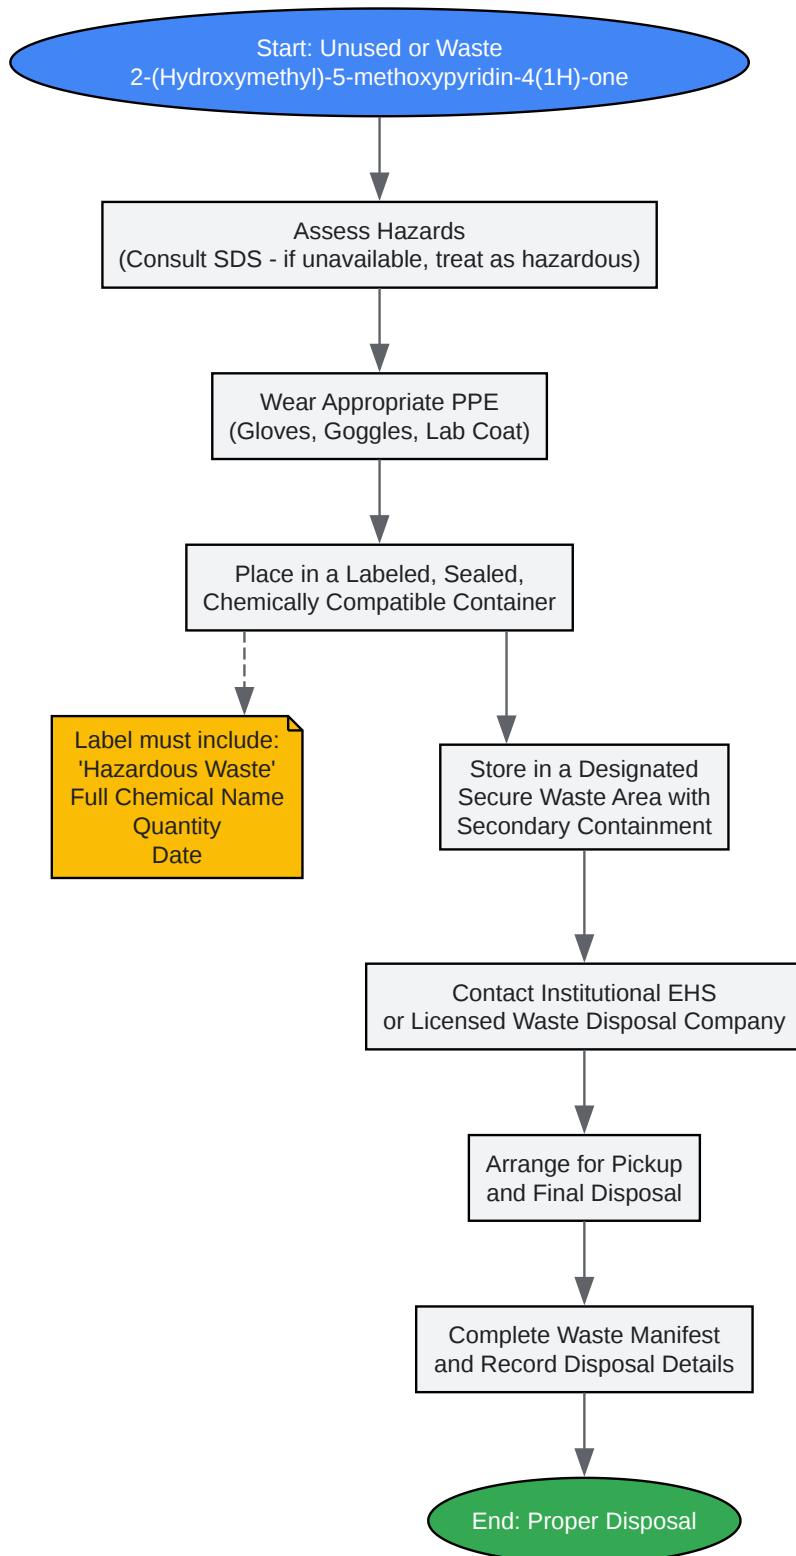 Start: Unused or Waste
2-(Hydroxymethyl)-5-methoxypyridin-4(1H)-one
Assess Hazards
(Consult SDS - if unavailable, treat as hazardous)
Wear Appropriate PPE
(Gloves, Goggles, Lab Coat)
Place in a Labeled, Sealed,
Chemically Compatible Container
Label must include:
'Hazardous Waste'
Full Chemical Name
Quantity
Date
Store in a Designated
Secure Waste Area with
Secondary Containment
Contact Institutional EHS
or Licensed Waste Disposal Company
Arrange for Pickup
and Final Disposal
Complete Waste Manifest
and Record Disposal Details
End: Proper Disposal